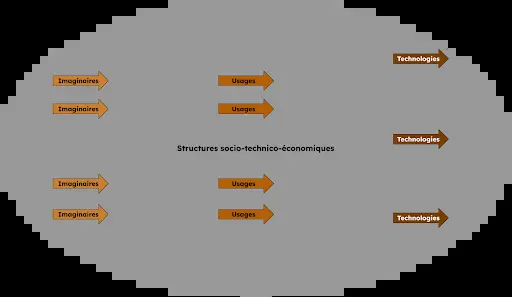 Technologies
Imaginaires
Usages
Imaginaires
Usages
Technologies
Structures socio-technico-économiques
Imaginaires
Usages
Imaginaires
Usages
Technologies